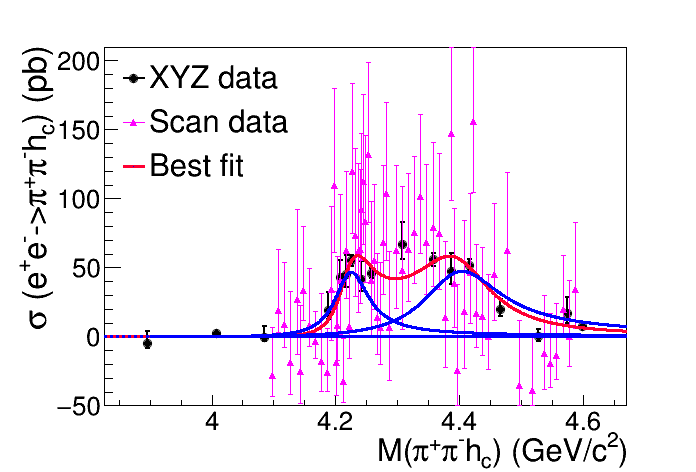 σ (e⁺e⁻->π⁺π⁻h_c) (pb)
200
150
100
50
0
−50
XYZ data
Scan data
Best fit
4
4.2
4.4
4.6
M(π⁺π⁻h_c) (GeV/c²)